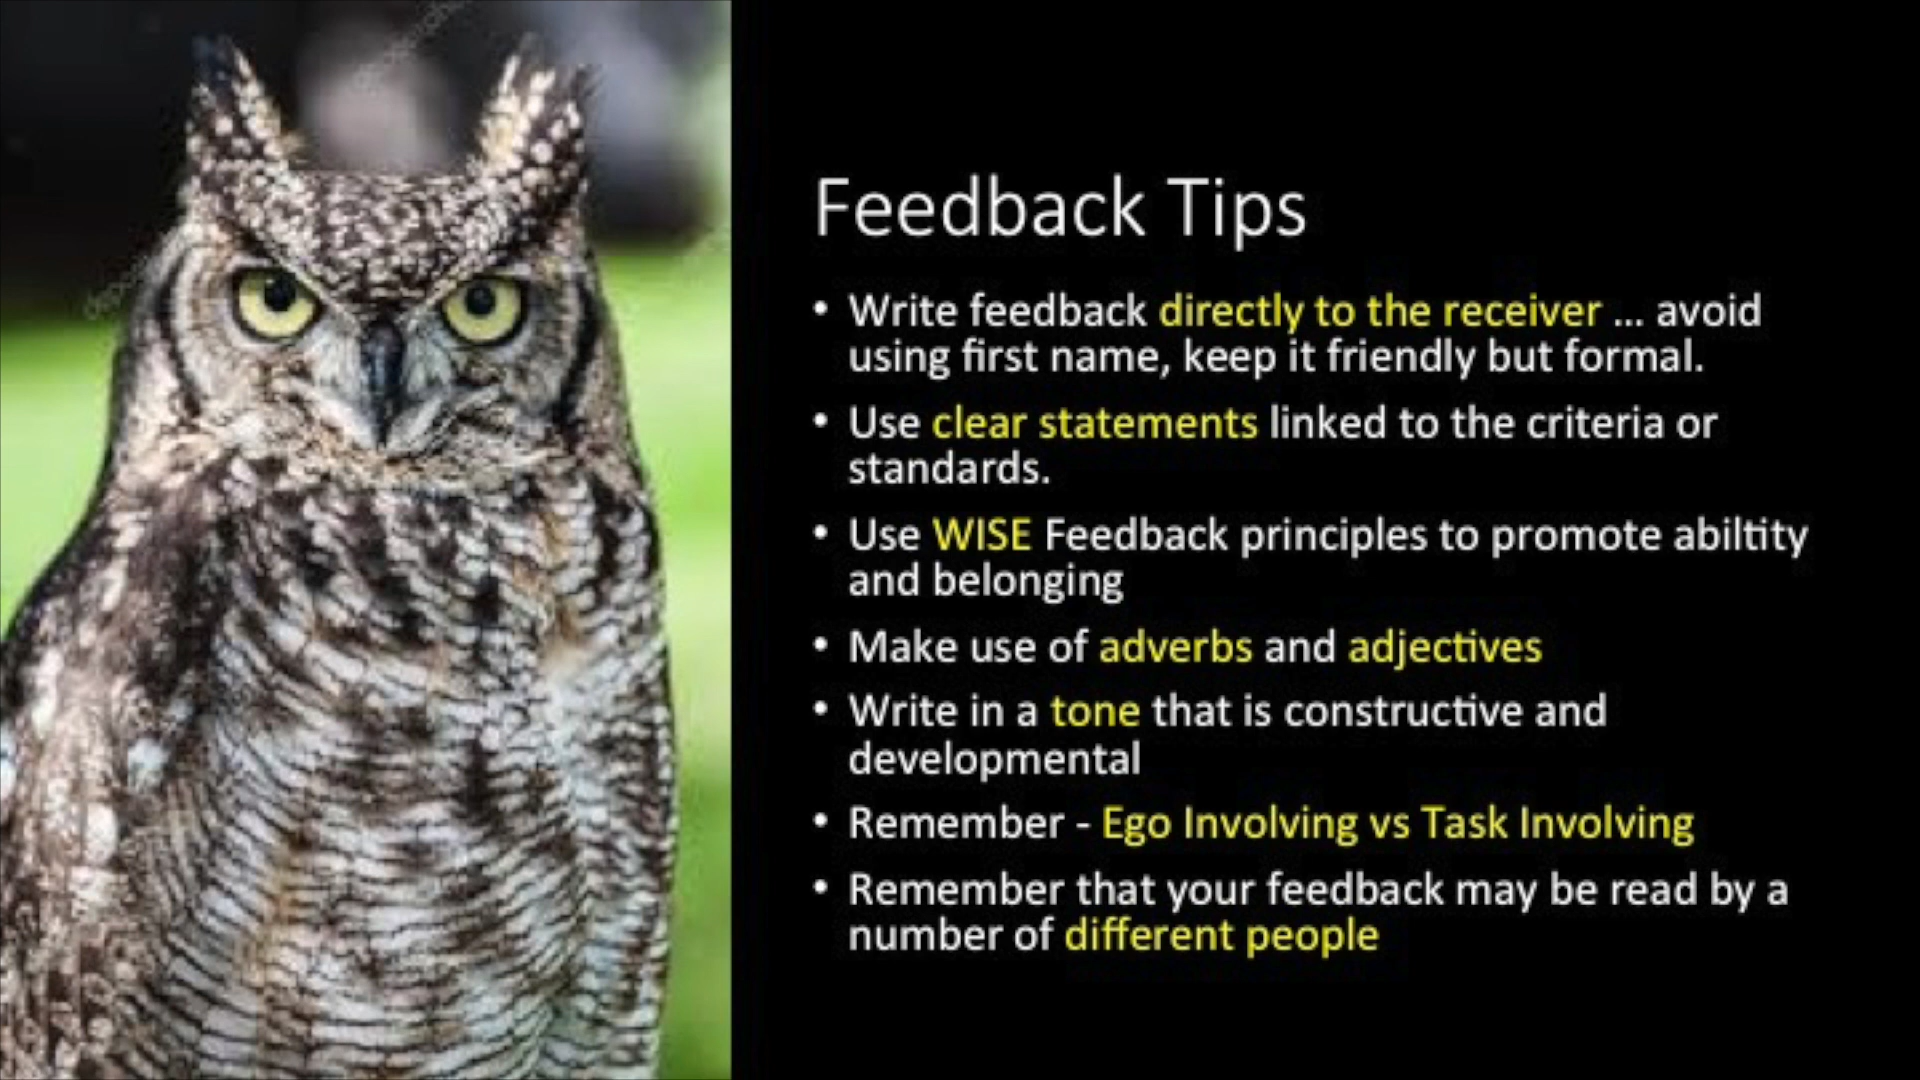 Feedback Tips
• Write feedback directly to the receiver ... avoid
using first name, keep it friendly but formal.
• Use clear statements linked to the criteria or
standards.
• Use WISE Feedback principles to promote abiltity
and belonging
• Make use of adverbs and adjectives
• Write in a tone that is constructive and
developmental
• Remember - Ego Involving vs Task Involving
• Remember that your feedback may be read by a
number of different people